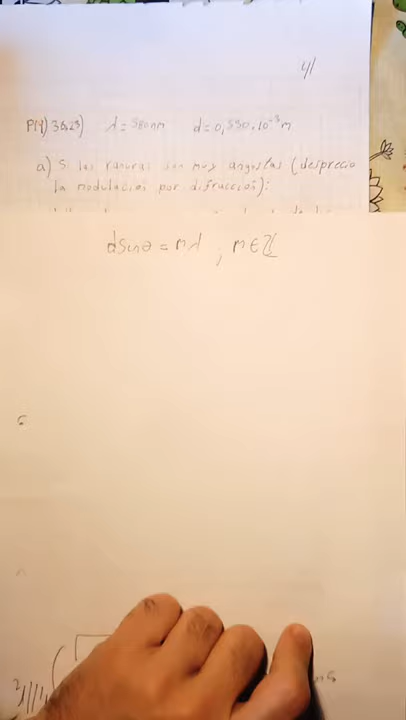 4/
P14) 36.23) λ=580nm d=0,530.10⁻³m
a) Si las ranuras son muy angostas (desprecio
la modulación por difracción):
dsenθ = mλ ; m∈ℤ